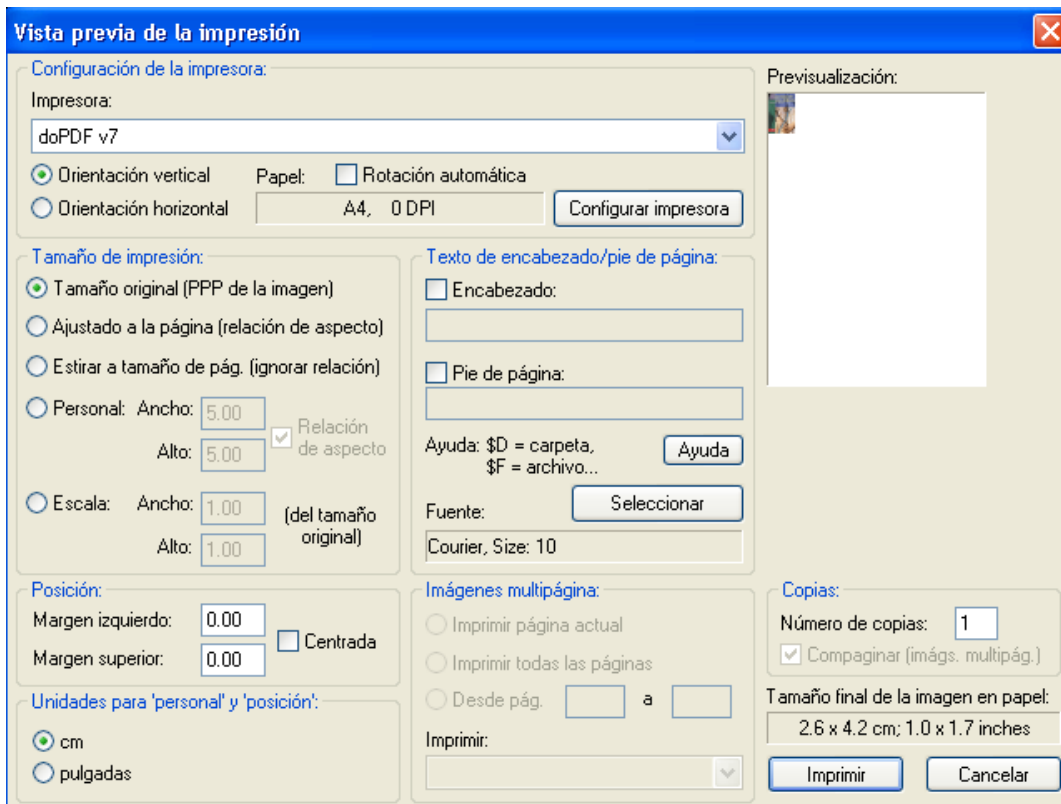 Vista previa de la impresión
Configuración de la impresora:
Impresora:
doPDF v7
Orientación vertical
Papel:
Rotación automática
Orientación horizontal
A4, 0 DPI
Configurar impresora
Previsualización:
Tamaño de impresión:
Tamaño original (PPP de la imagen)
Ajustado a la página (relación de aspecto)
Estirar a tamaño de pág. (ignorar relación)
Personal: Ancho: 5.00
Alto: 5.00
Relación
de aspecto
Escala: Ancho: 1.00
Alto: 1.00
(del tamaño
original)
Texto de encabezado/pie de página:
Encabezado:
Pie de página:
Ayuda: $D = carpeta,
$F = archivo...
Ayuda
Fuente:
Seleccionar
Courier, Size: 10
Posición:
Margen izquierdo: 0.00
Margen superior: 0.00
Centrada
Unidades para 'personal' y 'posición':
cm
pulgadas
Imágenes multipágina:
Imprimir página actual
Imprimir todas las páginas
Desde pág. a
Imprimir:
Copias:
Número de copias: 1
Compaginar (imágs. multipág.)
Tamaño final de la imagen en papel:
2.6 x 4.2 cm; 1.0 x 1.7 inches
Imprimir
Cancelar